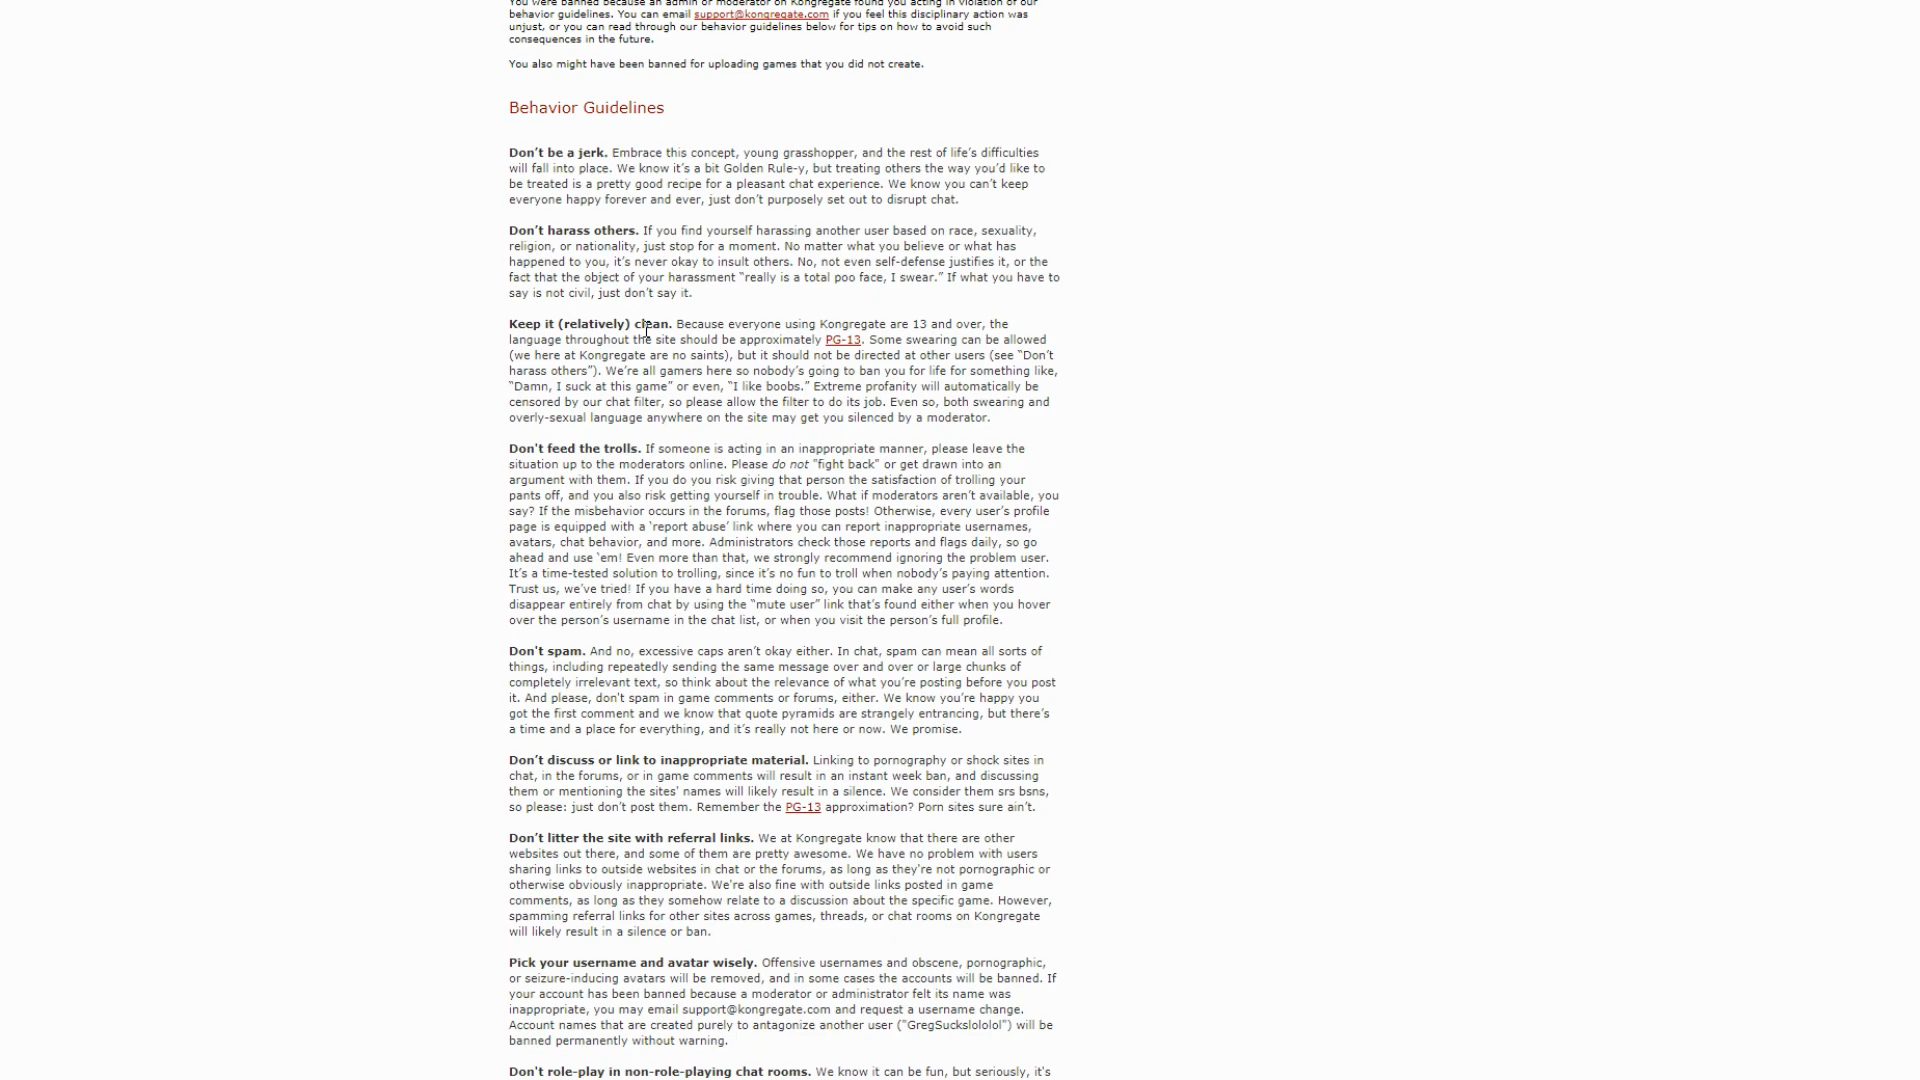 You were banned because an admin or moderator on Kongregate found you acting in violation of our
behavior guidelines. You can email support@kongregate.com if you feel this disciplinary action was
unjust, or you can read through our behavior guidelines below for tips on how to avoid such
consequences in the future.
You also might have been banned for uploading games that you did not create.
Behavior Guidelines
Don’t be a jerk. Embrace this concept, young grasshopper, and the rest of life’s difficulties
will fall into place. We know it’s a bit Golden Rule-y, but treating others the way you’d like to
be treated is a pretty good recipe for a pleasant chat experience. We know you can’t keep
everyone happy forever and ever, just don’t purposely set out to disrupt chat.
Don’t harass others. If you find yourself harassing another user based on race, sexuality,
religion, or nationality, just stop for a moment. No matter what you believe or what has
happened to you, it’s never okay to insult others. No, not even self-defense justifies it, or the
fact that the object of your harassment “really is a total poo face, I swear.” If what you have to
say is not civil, just don’t say it.
Keep it (relatively) clean. Because everyone using Kongregate are 13 and over, the
language throughout the site should be approximately PG-13. Some swearing can be allowed
(we here at Kongregate are no saints), but it should not be directed at other users (see “Don’t
harass others”). We’re all gamers here so nobody’s going to ban you for life for something like,
“Damn, I suck at this game” or even, “I like boobs.” Extreme profanity will automatically be
censored by our chat filter, so please allow the filter to do its job. Even so, both swearing and
overly-sexual language anywhere on the site may get you silenced by a moderator.
Don't feed the trolls. If someone is acting in an inappropriate manner, please leave the
situation up to the moderators online. Please do not “fight back” or get drawn into an
argument with them. If you do you risk giving that person the satisfaction of trolling your
pants off, and you also risk getting yourself in trouble. What if moderators aren’t available, you
say? If the misbehavior occurs in the forums, flag those posts! Otherwise, every user’s profile
page is equipped with a ‘report abuse’ link where you can report inappropriate usernames,
avatars, chat behavior, and more. Administrators check those reports and flags daily, so go
ahead and use ‘em! Even more than that, we strongly recommend ignoring the problem user.
It’s a time-tested solution to trolling, since it’s no fun to troll when nobody’s paying attention.
Trust us, we’ve tried! If you have a hard time doing so, you can make any user’s words
disappear entirely from chat by using the “mute user” link that’s found either when you hover
over the person’s username in the chat list, or when you visit the person’s full profile.
Don't spam. And no, excessive caps aren’t okay either. In chat, spam can mean all sorts of
things, including repeatedly sending the same message over and over or large chunks of
completely irrelevant text, so think about the relevance of what you’re posting before you post
it. And please, don't spam in game comments or forums, either. We know you’re happy you
got the first comment and we know that quote pyramids are strangely entrancing, but there’s
a time and a place for everything, and it’s really not here or now. We promise.
Don’t discuss or link to inappropriate material. Linking to pornography or shock sites in
chat, in the forums, or in game comments will result in an instant week ban, and discussing
them or mentioning the sites' names will likely result in a silence. We consider them srs bsns,
so please: just don’t post them. Remember the PG-13 approximation? Porn sites sure ain’t.
Don’t litter the site with referral links. We at Kongregate know that there are other
websites out there, and some of them are pretty awesome. We have no problem with users
sharing links to outside websites in chat or the forums, as long as they're not pornographic or
otherwise obviously inappropriate. We're also fine with outside links posted in game
comments, as long as they somehow relate to a discussion about the specific game. However,
spamming referral links for other sites across games, threads, or chat rooms on Kongregate
will likely result in a silence or ban.
Pick your username and avatar wisely. Offensive usernames and obscene, pornographic,
or seizure-inducing avatars will be removed, and in some cases the accounts will be banned. If
your account has been banned because a moderator or administrator felt its name was
inappropriate, you may email support@kongregate.com and request a username change.
Account names that are created purely to antagonize another user ("GregSuckslololol") will be
banned permanently without warning.
Don't role-play in non-role-playing chat rooms. We know it can be fun, but seriously, it's